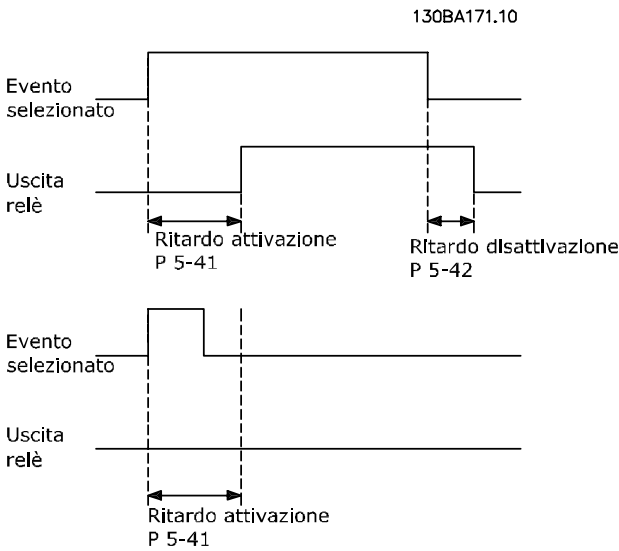 130BA171.10
Evento
selezionato
Uscita
relè
Ritardo attivazione
P 5-41
Ritardo disattivazione
P 5-42
Evento
selezionato
Uscita
relè
Ritardo attivazione
P 5-41